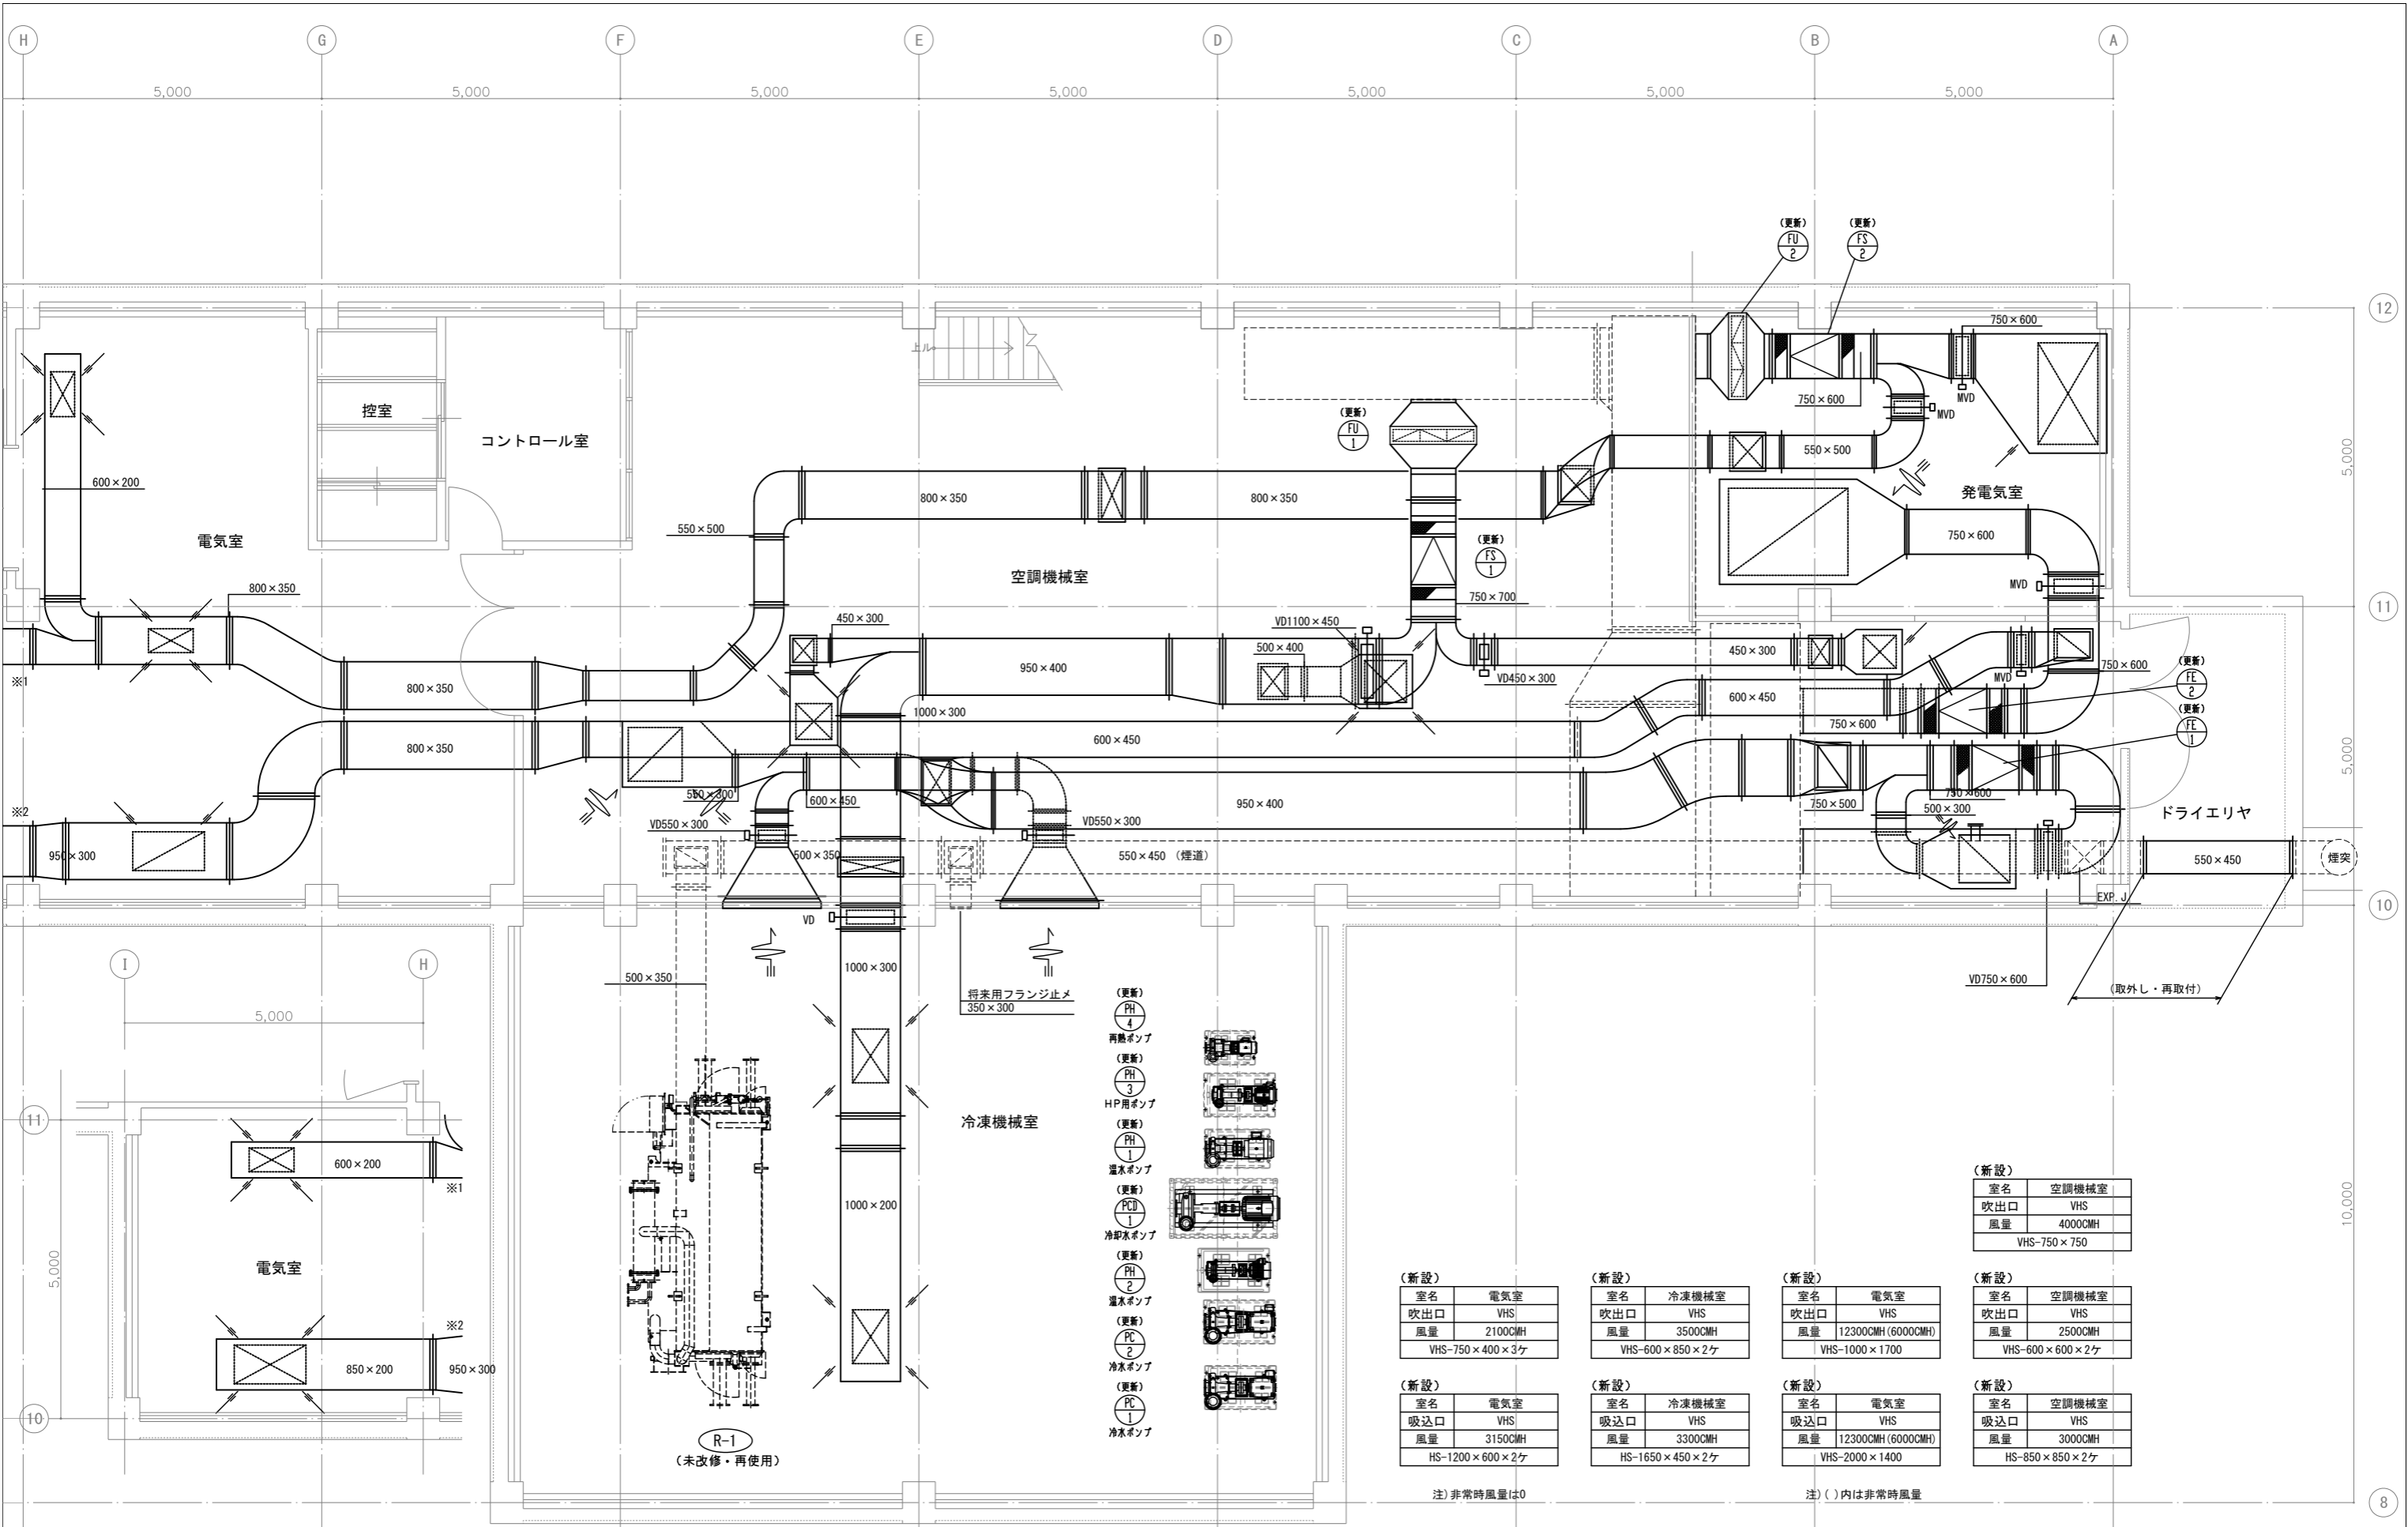 H
G
F
E
D
C
B
A
5,000
5,000
5,000
5,000
5,000
5,000
5,000
(更新)
FU
2
(更新)
FS
2
12
上ル
750×600
MVD
750×600
MVD
控室
コントロール室
(更新)
FU
1
550×500
5,000
600×200
800×350
800×350
発電気室
電気室
550×500
750×600
(更新)
FS
1
空調機械室
MVD
800×350
750×700
11
450×300
VD1100×450
500×400
950×400
450×300
750×600
(更新)
FE
2
※1
800×350
VD450×300
MVD
600×450
1000×300
750×600
(更新)
FE
1
800×350
600×450
5,000
550×300
600×450
950×400
750×500
750×600
500×300
※2
VD550×300
VD550×300
ドライエリヤ
950×300
500×350
550×450 (煙道)
550×450
煙突
EXP.J
10
VD
I
H
1000×300
500×350
将来用フランジ止メ
350×300
VD750×600
(取外し・再取付)
5,000
(更新)
PH
4
再熱ポンプ
(更新)
PH
3
HP用ポンプ
11
冷凍機械室
(更新)
PH
1
温水ポンプ
600×200
※1
1000×200
(更新)
PCD
1
冷却水ポンプ
10,000
5,000
電気室
(更新)
PH
2
温水ポンプ
※2
(更新)
PC
2
冷水ポンプ
850×200
950×300
(更新)
PC
1
冷水ポンプ
10
R-1
(未改修・再使用)
(新設)
室名 空調機械室
吹出口 VHS
風量 4000CMH
VHS-750×750
(新設)
室名 電気室
吹出口 VHS
風量 2100CMH
VHS-750×400×3ケ
(新設)
室名 冷凍機械室
吹出口 VHS
風量 3500CMH
VHS-600×850×2ケ
(新設)
室名 電気室
吹出口 VHS
風量 12300CMH(6000CMH)
VHS-1000×1700
(新設)
室名 空調機械室
吹出口 VHS
風量 2500CMH
VHS-600×600×2ケ
(新設)
室名 電気室
吸込口 VHS
風量 3150CMH
HS-1200×600×2ケ
(新設)
室名 冷凍機械室
吸込口 VHS
風量 3300CMH
HS-1650×450×2ケ
(新設)
室名 電気室
吸込口 VHS
風量 12300CMH(6000CMH)
VHS-2000×1400
(新設)
室名 空調機械室
吸込口 VHS
風量 3000CMH
HS-850×850×2ケ
注)非常時風量は0
注)( )内は非常時風量
8